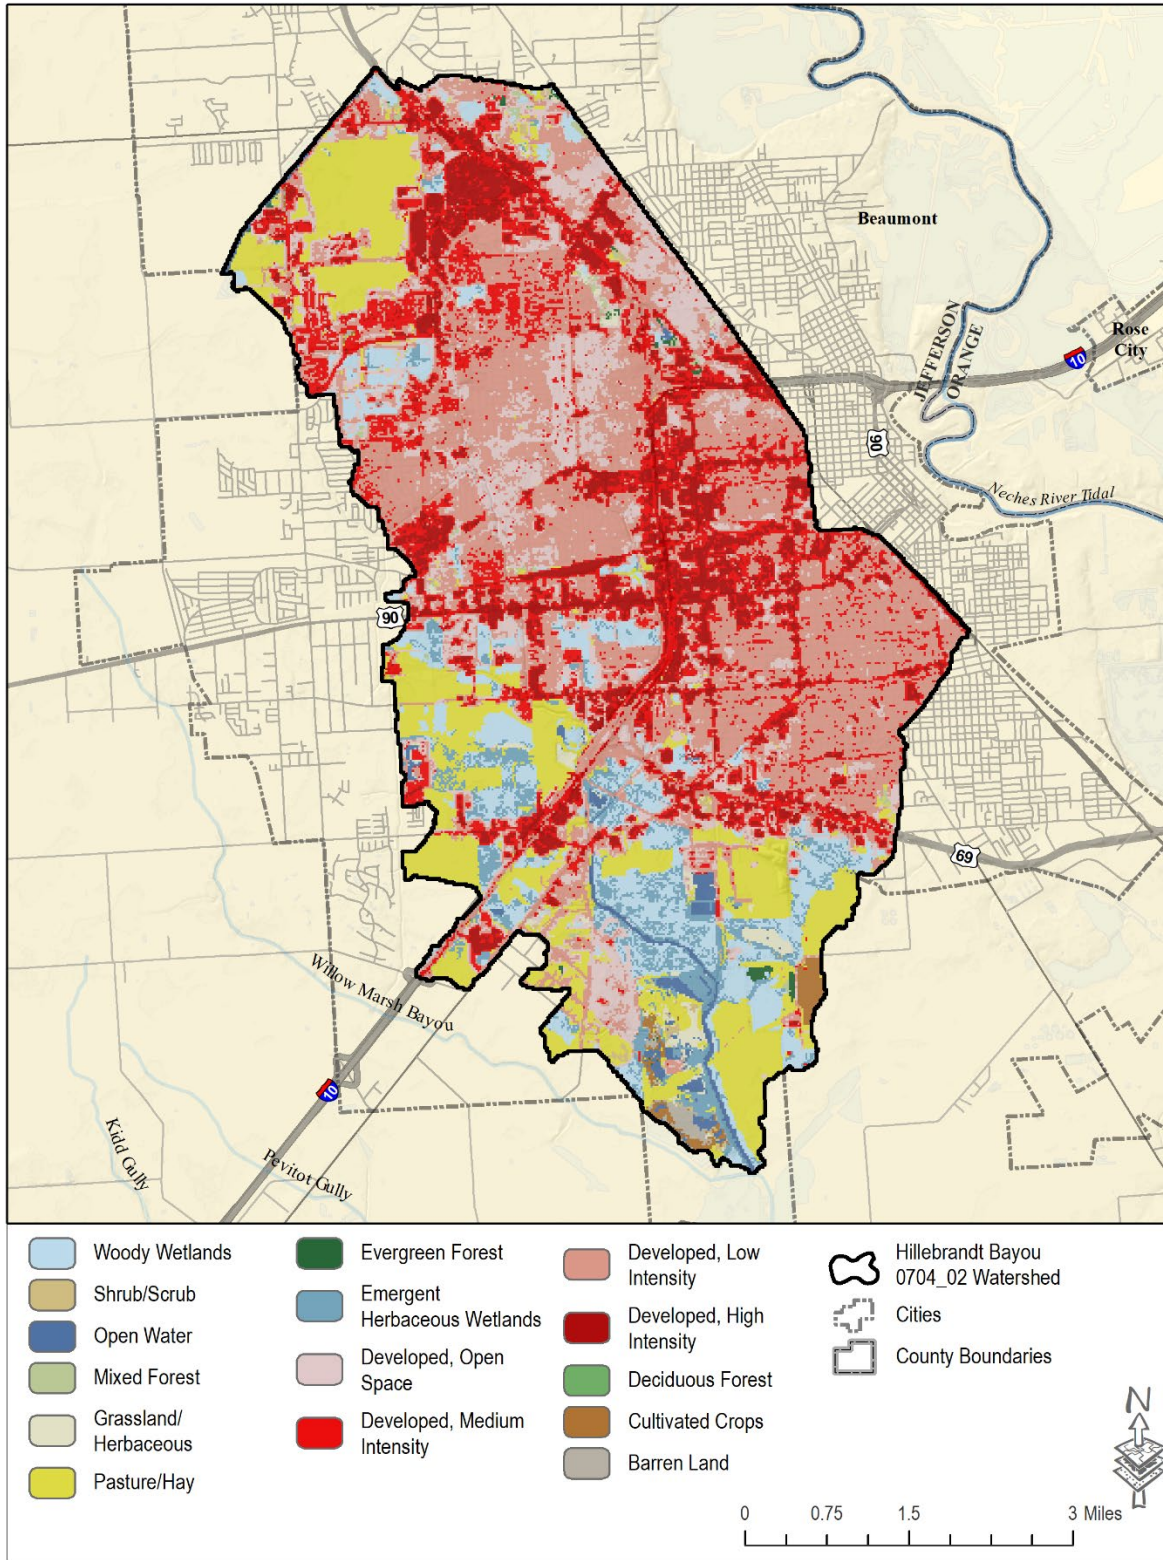 Beaumont
JEFFERSON
ORANGE
Rose
City
10
90
Neches River Tidal
90
69
Willow Marsh Bayou
10
Kidd Gully
Pevitot Gully
Woody Wetlands
Shrub/Scrub
Open Water
Mixed Forest
Grassland/
Herbaceous
Pasture/Hay
Evergreen Forest
Emergent
Herbaceous Wetlands
Developed, Open
Space
Developed, Medium
Intensity
Developed, Low
Intensity
Developed, High
Intensity
Deciduous Forest
Cultivated Crops
Barren Land
Hillebrandt Bayou
0704_02 Watershed
Cities
County Boundaries
N
0 0.75 1.5 3 Miles